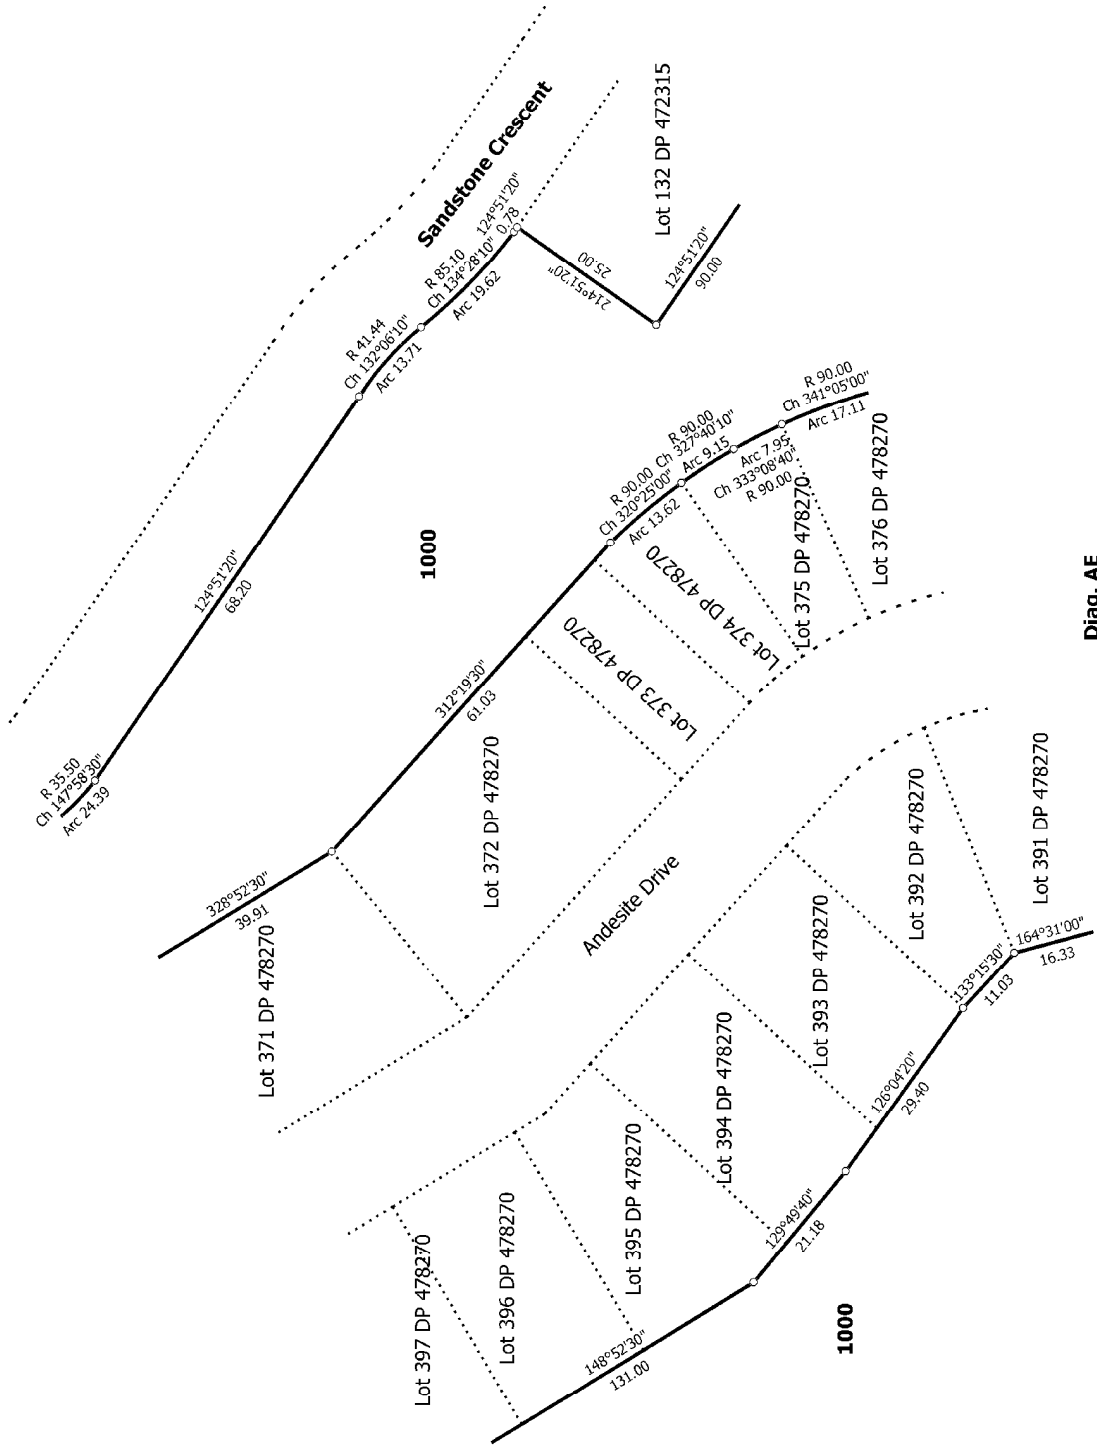 Sandstone Crescent
Lot 132 DP 472315
124°51'20"
0.78
R 85.10
Ch 134°28'10"
Arc 19.62
214°51'20"
25.00
124°51'20"
90.00
R 41.44
Ch 132°06'10"
Arc 13.71
124°51'20"
68.20
R 35.50
Ch 147°58'30"
Arc 24.39
1000
R 90.00
Ch 341°05'00"
Arc 17.11
R 90.00
Ch 327°40'10"
Arc 9.15
Arc 7.95
Ch 333°08'40"
R 90.00
R 90.00
Ch 320°25'00"
Arc 13.62
Lot 376 DP 478270
Lot 375 DP 478270
Lot 374 DP 478270
Lot 373 DP 478270
312°19'30"
61.03
Lot 372 DP 478270
328°52'30"
39.91
Lot 371 DP 478270
Andesite Drive
Lot 391 DP 478270
Lot 392 DP 478270
Lot 393 DP 478270
Lot 394 DP 478270
Lot 395 DP 478270
Lot 396 DP 478270
Lot 397 DP 478270
164°31'00"
16.33
133°15'30"
11.03
126°04'20"
29.40
129°49'40"
21.18
148°52'30"
131.00
1000
Diag. AE